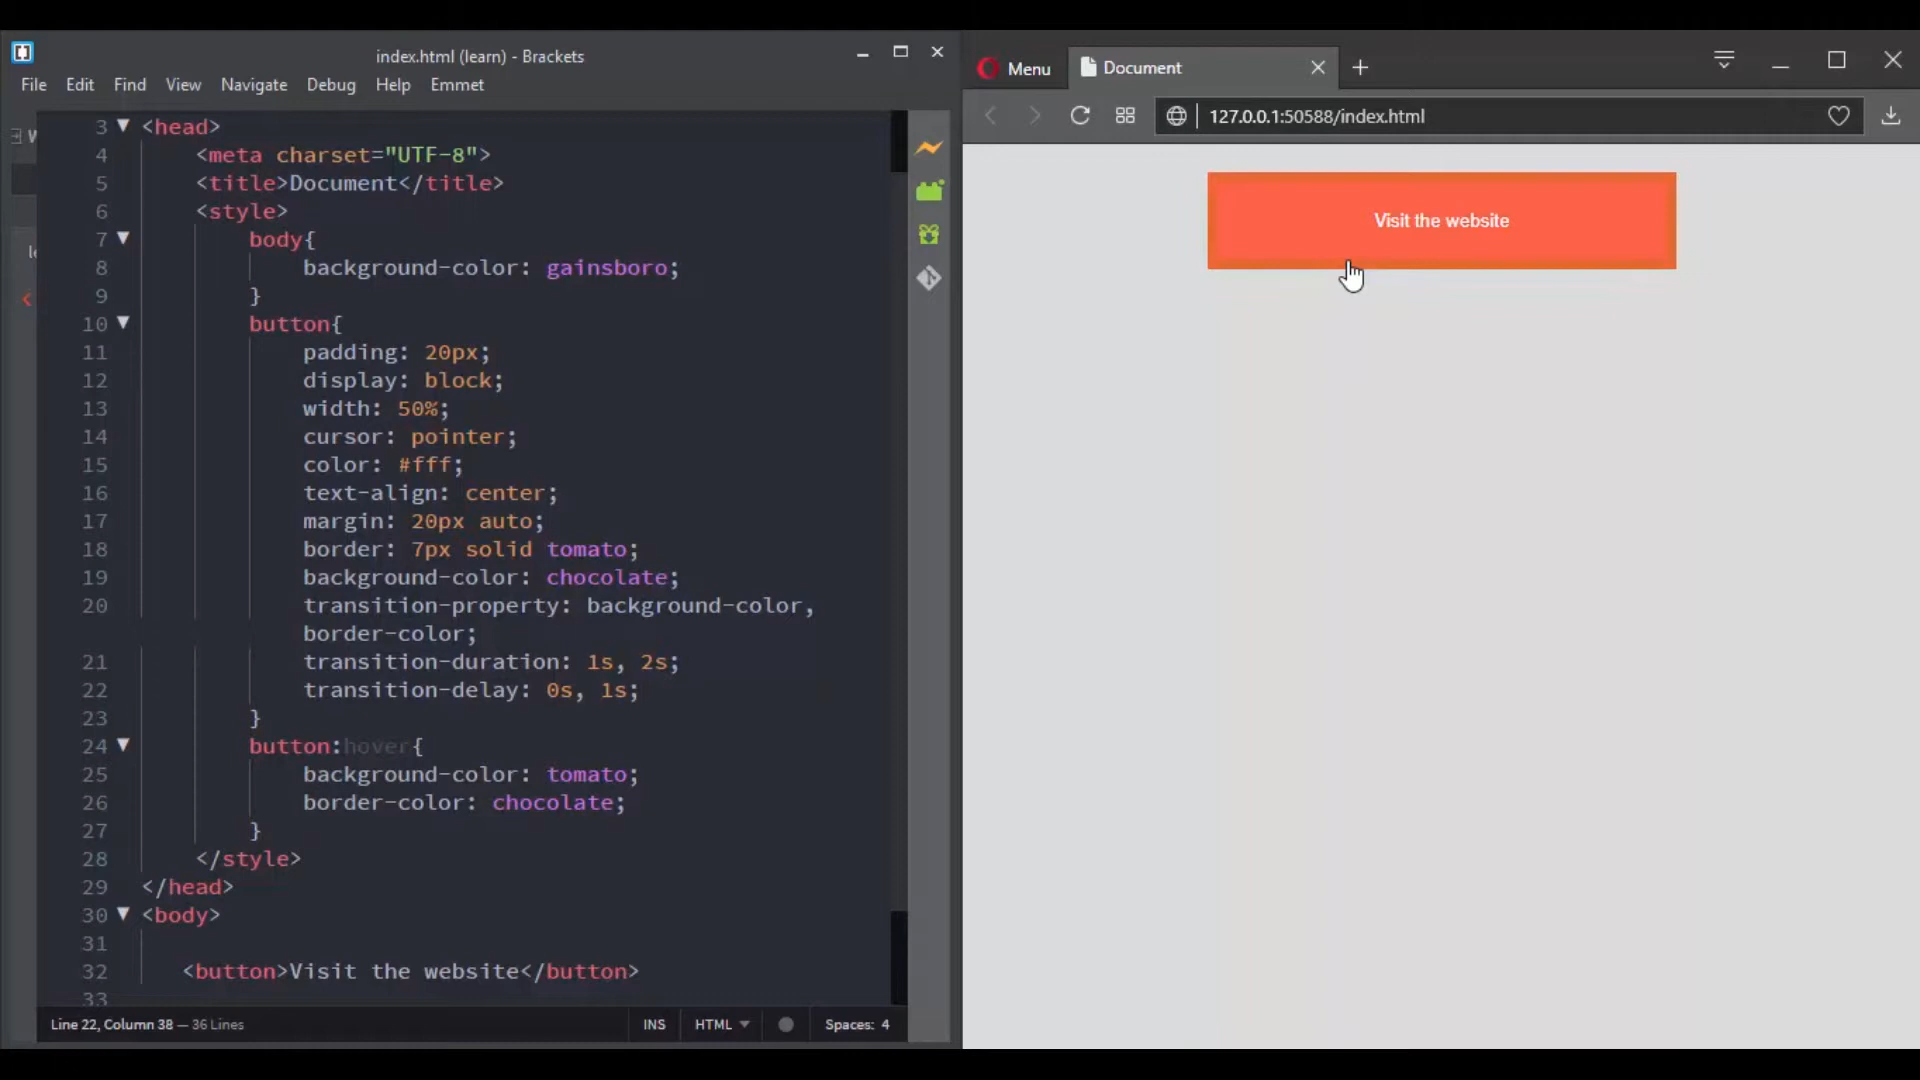 index.html (learn) - Brackets
File Edit Find View Navigate Debug Help Emmet
3 <head>
4 <meta charset="UTF-8">
5 <title>Document</title>
6 <style>
7 body{
8 background-color: gainsboro;
9 }
10 button{
11 padding: 20px;
12 display: block;
13 width: 50%;
14 cursor: pointer;
15 color: #fff;
16 text-align: center;
17 margin: 20px auto;
18 border: 7px solid tomato;
19 background-color: chocolate;
20 transition-property: background-color,
border-color;
21 transition-duration: 1s, 2s;
22 transition-delay: 0s, 1s;
23 }
24 button:hover{
25 background-color: tomato;
26 border-color: chocolate;
27 }
28 </style>
29 </head>
30 <body>
31
32 <button>Visit the website</button>
33
Line 22, Column 38 — 36 Lines
INS HTML Spaces: 4
Menu Document
127.0.0.1:50588/index.html
Visit the website